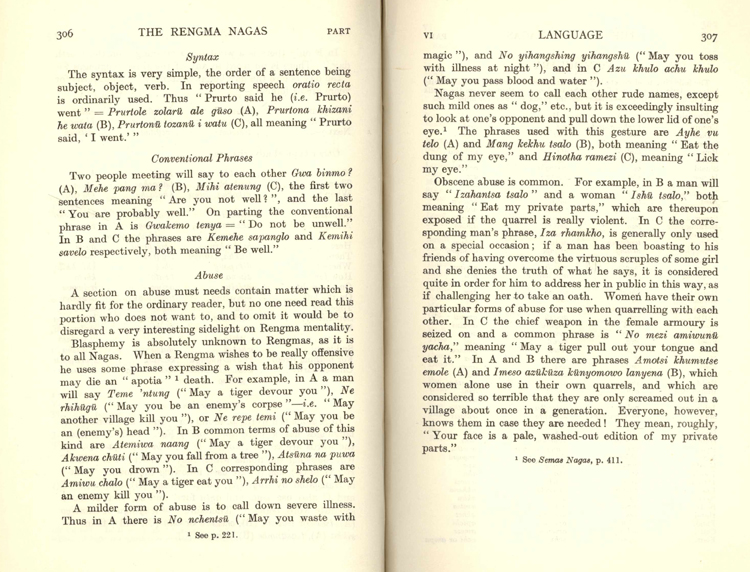 306 THE RENGMA NAGAS PART
Syntax
The syntax is very simple, the order of a sentence being
subject, object, verb. In reporting speech oratio recta
is ordinarily used. Thus “ Prurto said he (i.e. Prurto)
went ” = Prurtole zolarü ale güso (A), Prurtona khizani
he wata (B), Prurtonü tozanü i watu (C), all meaning “ Prurto
said, ‘ I went.’ ”
Conventional Phrases
Two people meeting will say to each other Gwa binmo ?
(A), Mehe pang ma ? (B), Mihi atenung (C), the first two
sentences meaning “ Are you not well ? ”, and the last
“ You are probably well.” On parting the conventional
phrase in A is Gwakemo tenya = “ Do not be unwell.”
In B and C the phrases are Kemehe sapanglo and Kemihi
savelo respectively, both meaning “ Be well.”
Abuse
A section on abuse must needs contain matter which is
hardly fit for the ordinary reader, but no one need read this
portion who does not want to, and to omit it would be to
disregard a very interesting sidelight on Rengma mentality.
Blasphemy is absolutely unknown to Rengmas, as it is
to all Nagas. When a Rengma wishes to be really offensive
he uses some phrase expressing a wish that his opponent
may die an “ apotia ” ¹ death. For example, in A a man
will say Teme ’ntung (“ May a tiger devour you ”), Ne
rhihügü (“ May you be an enemy’s corpse ”—i.e. “ May
another village kill you ”), or Ne repe temi (“ May you be
an (enemy’s) head ”). In B common terms of abuse of this
kind are Atemiwa naang (“ May a tiger devour you ”),
Akwena chüti (“ May you fall from a tree ”), Atsüna na puwa
(“ May you drown ”). In C corresponding phrases are
Amiwu chalo (“ May a tiger eat you ”), Arrhi no shelo (“ May
an enemy kill you ”).
A milder form of abuse is to call down severe illness.
Thus in A there is No nchentsü (“ May you waste with
¹ See p. 221.
VI LANGUAGE 307
magic ”), and No yihangshing yihangshü (“ May you toss
with illness at night ”), and in C Azu khulo achu khulo
(“ May you pass blood and water ”).
Nagas never seem to call each other rude names, except
such mild ones as “ dog,” etc., but it is exceedingly insulting
to look at one’s opponent and pull down the lower lid of one’s
eye.¹ The phrases used with this gesture are Ayhe vu
telo (A) and Mang kekhu tsalo (B), both meaning “ Eat the
dung of my eye,” and Hinotha ramezi (C), meaning “ Lick
my eye.”
Obscene abuse is common. For example, in B a man will
say “ Izahantsa tsalo ” and a woman “ Ishü tsalo,” both
meaning “ Eat my private parts,” which are thereupon
exposed if the quarrel is really violent. In C the corre-
sponding man’s phrase, Iza rhamkho, is generally only used
on a special occasion ; if a man has been boasting to his
friends of having overcome the virtuous scruples of some girl
and she denies the truth of what he says, it is considered
quite in order for him to address her in public in this way, as
if challenging her to take an oath. Women have their own
particular forms of abuse for use when quarrelling with each
other. In C the chief weapon in the female armoury is
seized on and a common phrase is “ No mezi amiwunü
yacha,” meaning “ May a tiger pull out your tongue and
eat it.” In A and B there are phrases Amotsi khumutse
emole (A) and Imeso azüküza künyomowo lanyena (B), which
women alone use in their own quarrels, and which are
considered so terrible that they are only screamed out in a
village about once in a generation. Everyone, however,
knows them in case they are needed ! They mean, roughly,
“ Your face is a pale, washed-out edition of my private
parts.”
¹ See Semas Nagas, p. 411.